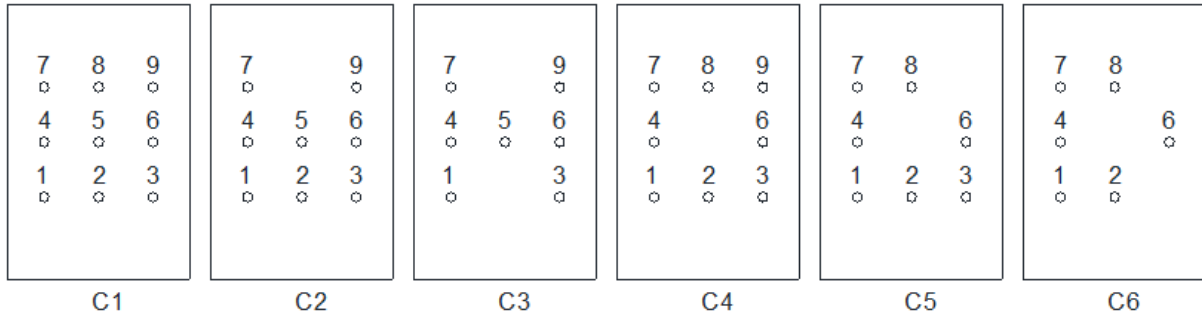 7 8 9 7 9 7 9 7 8 9 7 8 7 8
4 5 6 4 5 6 4 5 6 4 6 4 6 4 6
1 2 3 1 2 3 1 3 1 2 3 1 2 3 1 2
C1 C2 C3 C4 C5 C6